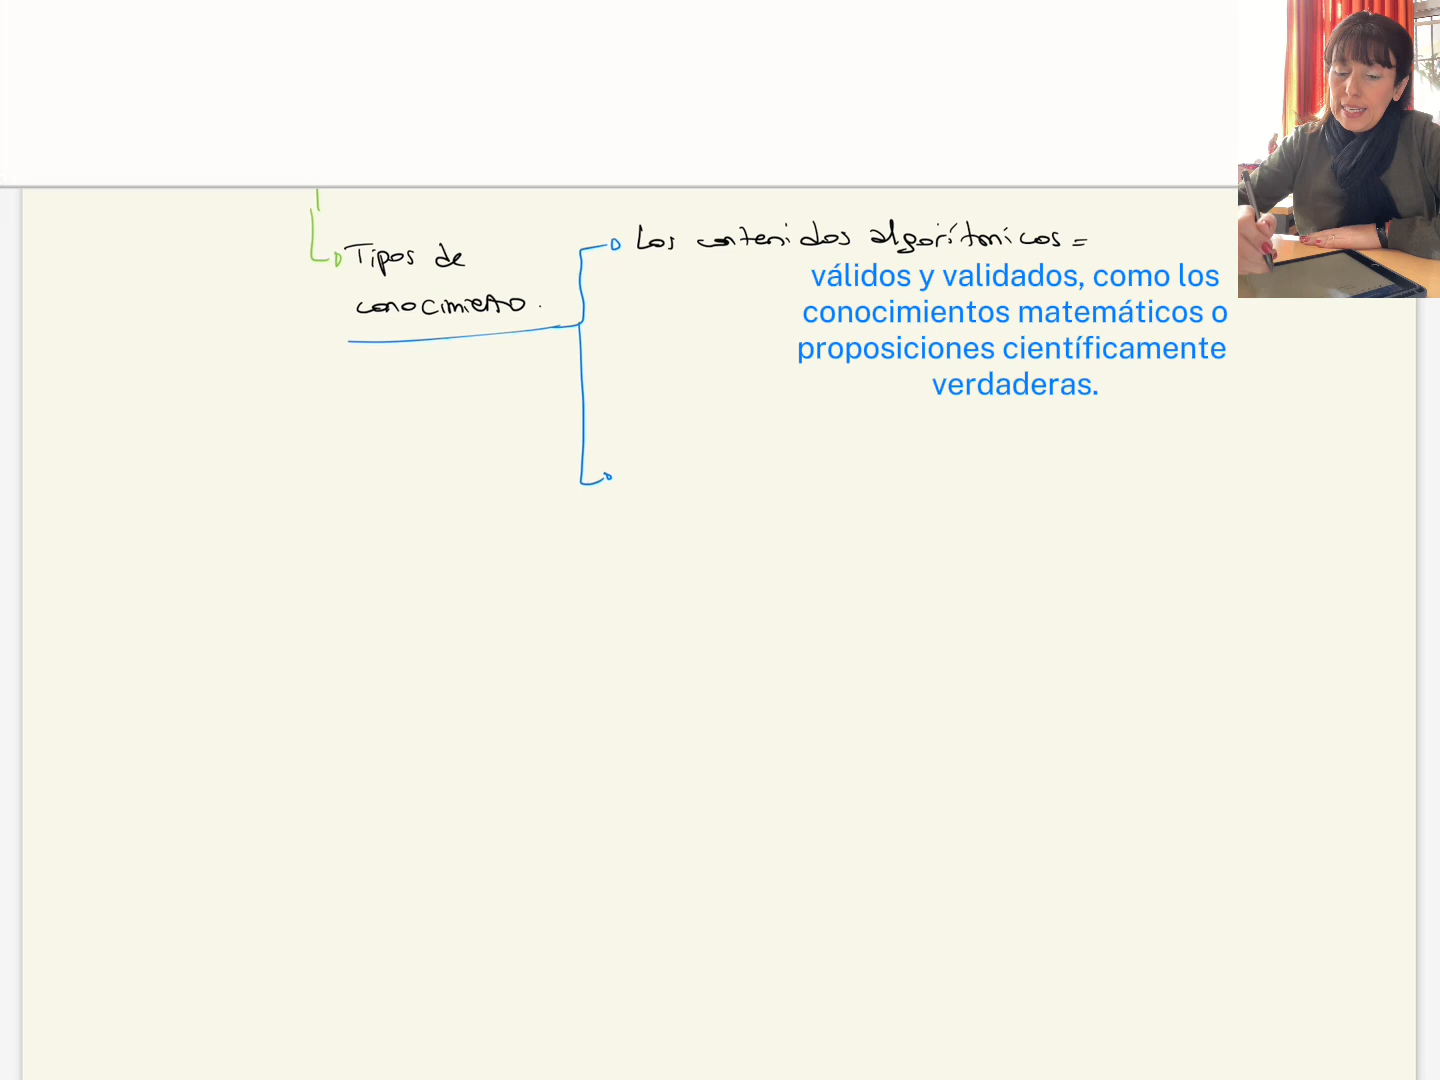 Tipos de
conocimiento.
Los contenidos algorítmicos =
válidos y validados, como los
conocimientos matemáticos o
proposiciones científicamente
verdaderas.